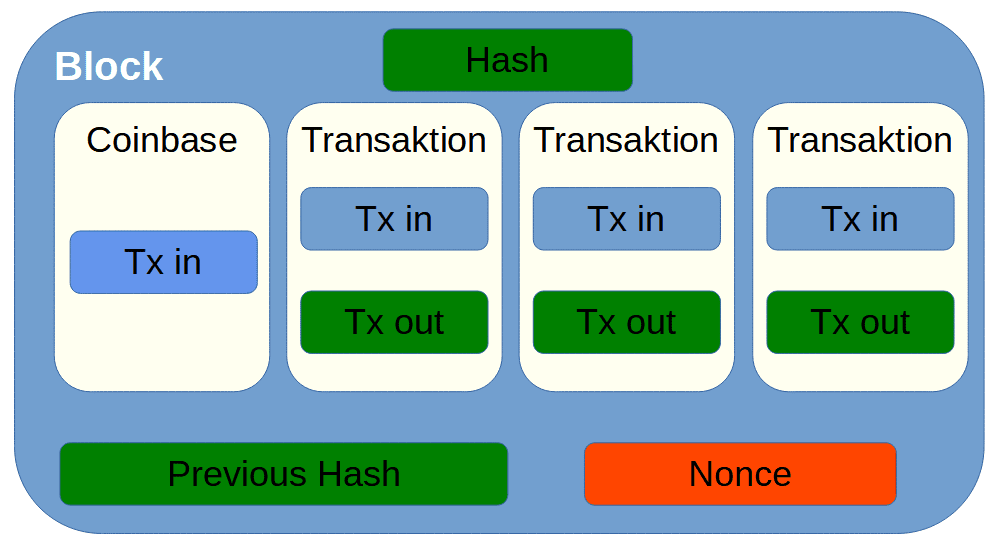 Hash
Block
Coinbase
Transaktion
Transaktion
Transaktion
Tx in
Tx in
Tx in
Tx in
Tx out
Tx out
Tx out
Previous Hash
Nonce